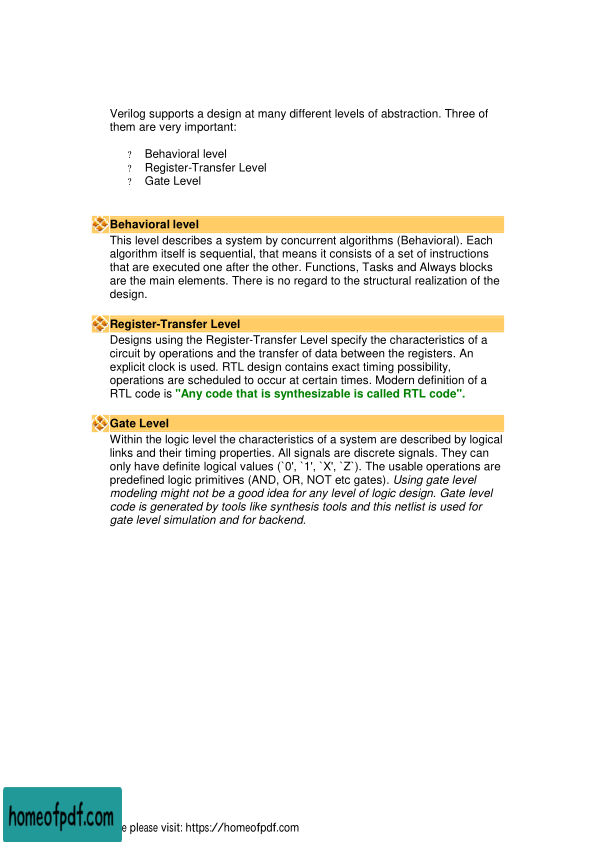 Verilog supports a design at many different levels of abstraction. Three of
them are very important:
? Behavioral level
? Register-Transfer Level
? Gate Level
Behavioral level
This level describes a system by concurrent algorithms (Behavioral). Each
algorithm itself is sequential, that means it consists of a set of instructions
that are executed one after the other. Functions, Tasks and Always blocks
are the main elements. There is no regard to the structural realization of the
design.
Register-Transfer Level
Designs using the Register-Transfer Level specify the characteristics of a
circuit by operations and the transfer of data between the registers. An
explicit clock is used. RTL design contains exact timing possibility,
operations are scheduled to occur at certain times. Modern definition of a
RTL code is "Any code that is synthesizable is called RTL code".
Gate Level
Within the logic level the characteristics of a system are described by logical
links and their timing properties. All signals are discrete signals. They can
only have definite logical values (`0', `1', `X', `Z`). The usable operations are
predefined logic primitives (AND, OR, NOT etc gates). Using gate level
modeling might not be a good idea for any level of logic design. Gate level
code is generated by tools like synthesis tools and this netlist is used for
gate level simulation and for backend.
homeofpdf.com
e please visit: https://homeofpdf.com